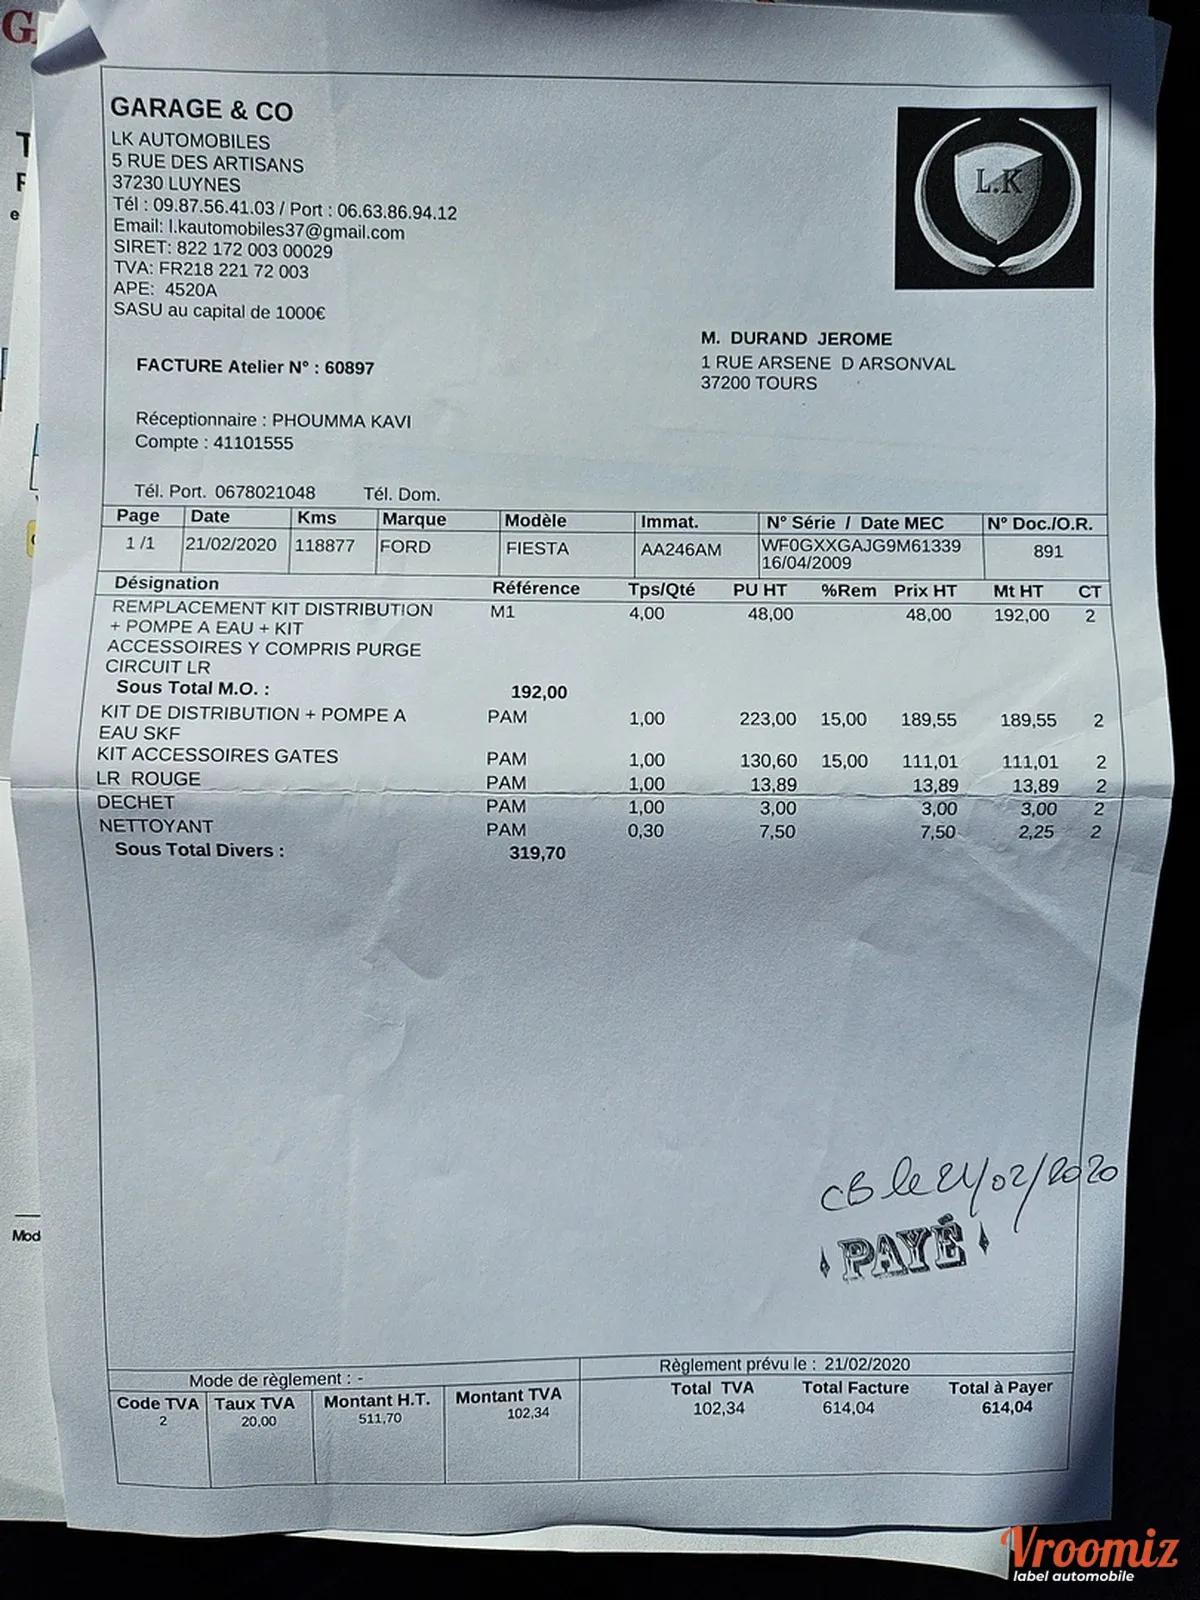 GARAGE & CO
LK AUTOMOBILES
5 RUE DES ARTISANS
37230 LUYNES
Tél : 09.87.56.41.03 / Port : 06.63.86.94.12
Email: l.kautomobiles37@gmail.com
SIRET: 822 172 003 00029
TVA: FR218 221 72 003
APE: 4520A
SASU au capital de 1000€
L.K
M. DURAND JEROME
1 RUE ARSENE D ARSONVAL
37200 TOURS
FACTURE Atelier N° : 60897
Réceptionnaire : PHOUMMA KAVI
Compte : 41101555
Tél. Port. 0678021048 Tél. Dom.
Page Date Kms Marque Modèle Immat. N° Série / Date MEC N° Doc./O.R.
1 /1 21/02/2020 118877 FORD FIESTA AA246AM WF0GXXGAJG9M61339 891
16/04/2009
Désignation Référence Tps/Qté PU HT %Rem Prix HT Mt HT CT
REMPLACEMENT KIT DISTRIBUTION M1 4,00 48,00 48,00 192,00 2
+ POMPE A EAU + KIT
ACCESSOIRES Y COMPRIS PURGE
CIRCUIT LR
Sous Total M.O. : 192,00
KIT DE DISTRIBUTION + POMPE A PAM 1,00 223,00 15,00 189,55 189,55 2
EAU SKF
KIT ACCESSOIRES GATES PAM 1,00 130,60 15,00 111,01 111,01 2
LR ROUGE PAM 1,00 13,89 13,89 13,89 2
DECHET PAM 1,00 3,00 3,00 3,00 2
NETTOYANT PAM 0,30 7,50 7,50 2,25 2
Sous Total Divers : 319,70
CB le 21/02/2020
PAYÉ
Mod
Mode de règlement : -
Règlement prévu le : 21/02/2020
Code TVA Taux TVA Montant H.T. Montant TVA Total TVA Total Facture Total à Payer
2 20,00 511,70 102,34 102,34 614,04 614,04
Vroomiz
label automobile